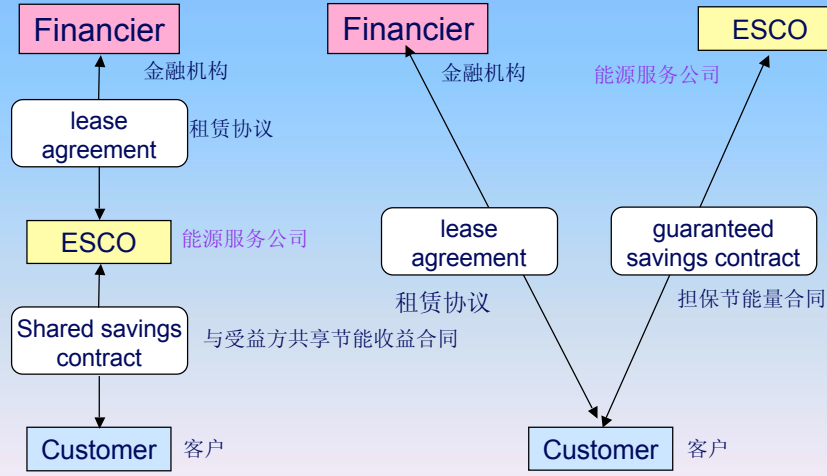 Financier
金融机构
lease
agreement
租赁协议
ESCO
能源服务公司
Shared savings
contract
与受益方共享节能收益合同
Customer
客户
Financier
金融机构
ESCO
能源服务公司
lease
agreement
租赁协议
guaranteed
savings contract
担保节能量合同
Customer
客户